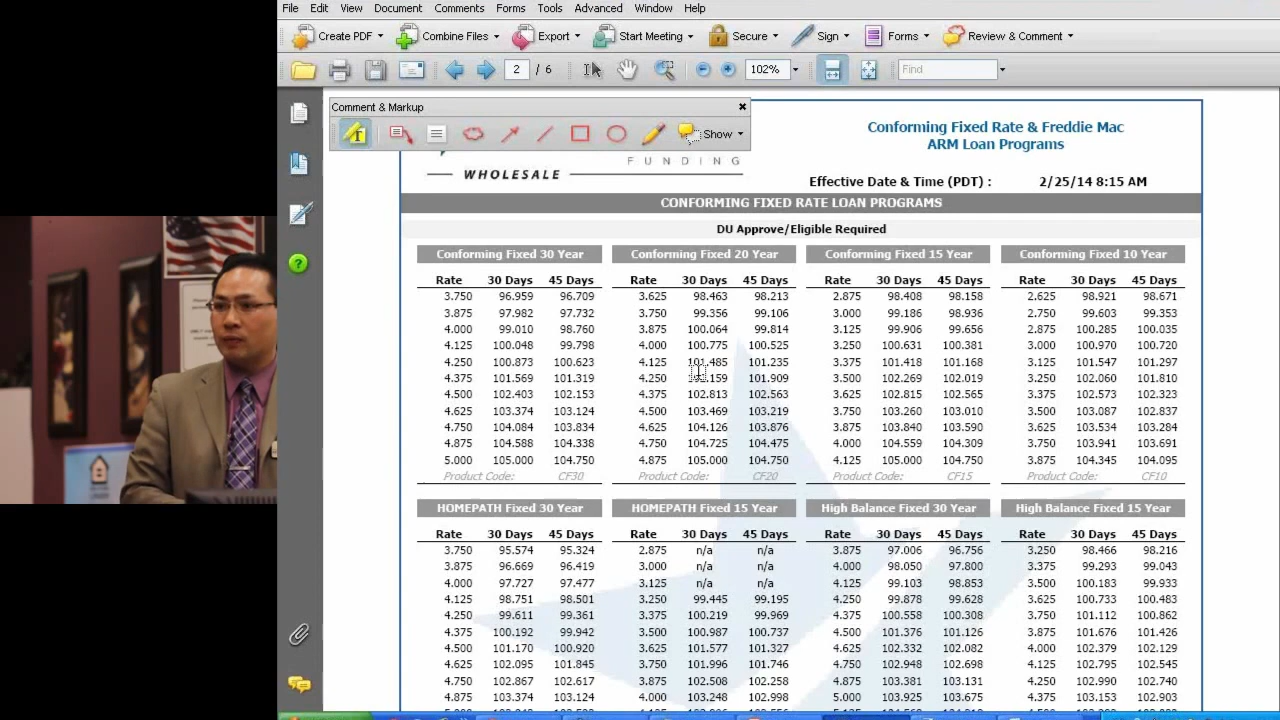 File Edit View Document Comments Forms Tools Advanced Window Help
Create PDF Combine Files Export Start Meeting Secure Sign Forms Review & Comment
2 / 6 102% Find
Comment & Markup
Show
Conforming Fixed Rate & Freddie Mac
ARM Loan Programs
FUNDING
WHOLESALE
Effective Date & Time (PDT) : 2/25/14 8:15 AM
CONFORMING FIXED RATE LOAN PROGRAMS
DU Approve/Eligible Required
Conforming Fixed 30 Year Conforming Fixed 20 Year Conforming Fixed 15 Year Conforming Fixed 10 Year
Rate 30 Days 45 Days Rate 30 Days 45 Days Rate 30 Days 45 Days Rate 30 Days 45 Days
3.750 96.959 96.709 3.625 98.463 98.213 2.875 98.408 98.158 2.625 98.921 98.671
3.875 97.982 97.732 3.750 99.356 99.106 3.000 99.186 98.936 2.750 99.603 99.353
4.000 99.010 98.760 3.875 100.064 99.814 3.125 99.906 99.656 2.875 100.285 100.035
4.125 100.048 99.798 4.000 100.775 100.525 3.250 100.631 100.381 3.000 100.970 100.720
4.250 100.873 100.623 4.125 101.485 101.235 3.375 101.418 101.168 3.125 101.547 101.297
4.375 101.569 101.319 4.250 101.909 3.500 102.269 102.019 3.250 102.060 101.810
4.500 102.403 102.153 4.375 102.813 102.563 3.625 102.815 102.565 3.375 102.573 102.323
4.625 103.374 103.124 4.500 103.469 103.219 3.750 103.260 103.010 3.500 103.087 102.837
4.750 104.084 103.834 4.625 104.126 103.876 3.875 103.840 103.590 3.625 103.534 103.284
4.875 104.588 104.338 4.750 104.725 104.475 4.000 104.559 104.309 3.750 103.941 103.691
5.000 105.000 104.750 4.875 105.000 104.750 4.125 105.000 104.750 3.875 104.345 104.095
Product Code: CF30 Product Code: CF20 Product Code: CF15 Product Code: CF10
HOMEPATH Fixed 30 Year HOMEPATH Fixed 15 Year High Balance Fixed 30 Year High Balance Fixed 15 Year
Rate 30 Days 45 Days Rate 30 Days 45 Days Rate 30 Days 45 Days Rate 30 Days 45 Days
3.750 95.574 95.324 2.875 n/a n/a 3.875 97.006 96.756 3.250 98.466 98.216
3.875 96.669 96.419 3.000 n/a n/a 4.000 98.050 97.800 3.375 99.293 99.043
4.000 97.727 97.477 3.125 n/a n/a 4.125 99.103 98.853 3.500 100.183 99.933
4.125 98.751 98.501 3.250 99.445 99.195 4.250 99.878 99.628 3.625 100.733 100.483
4.250 99.611 99.361 3.375 100.219 99.969 4.375 100.558 100.308 3.750 101.112 100.862
4.375 100.192 99.942 3.500 100.987 100.737 4.500 101.376 101.126 3.875 101.676 101.426
4.500 101.170 100.920 3.625 101.577 101.327 4.625 102.332 102.082 4.000 102.379 102.129
4.625 102.095 101.845 3.750 101.996 101.746 4.750 102.948 102.698 4.125 102.795 102.545
4.750 102.867 102.617 3.875 102.508 102.258 4.875 103.381 103.131 4.250 102.990 102.740
4.875 103.374 103.124 4.000 103.248 102.998 5.000 103.925 103.675 4.375 103.153 102.903